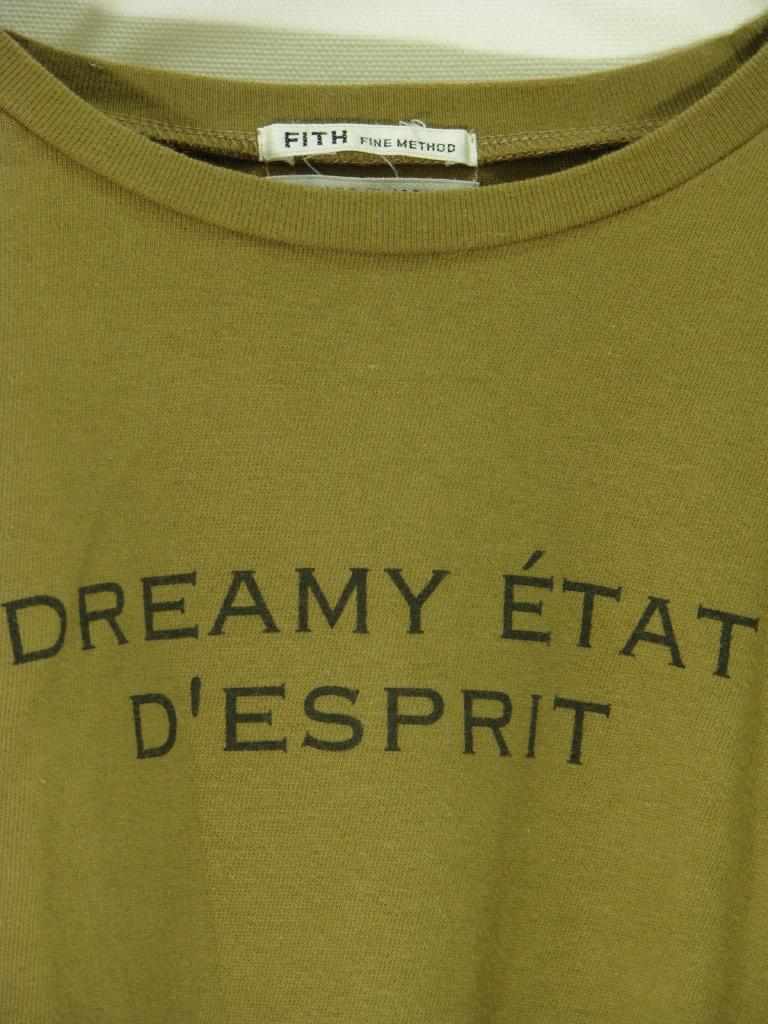 FITH FINE METHOD
DREAMY ÉTAT
D'ESPRIT